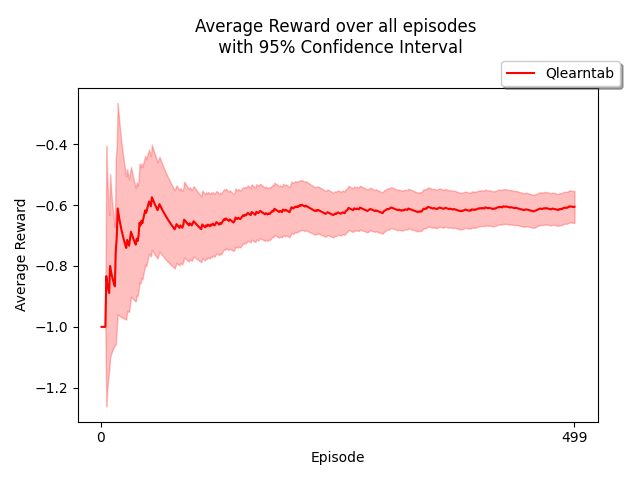 Average Reward over all episodes
with 95% Confidence Interval
Qlearntab
Average Reward
−0.4
−0.6
−0.8
−1.0
−1.2
0
499
Episode